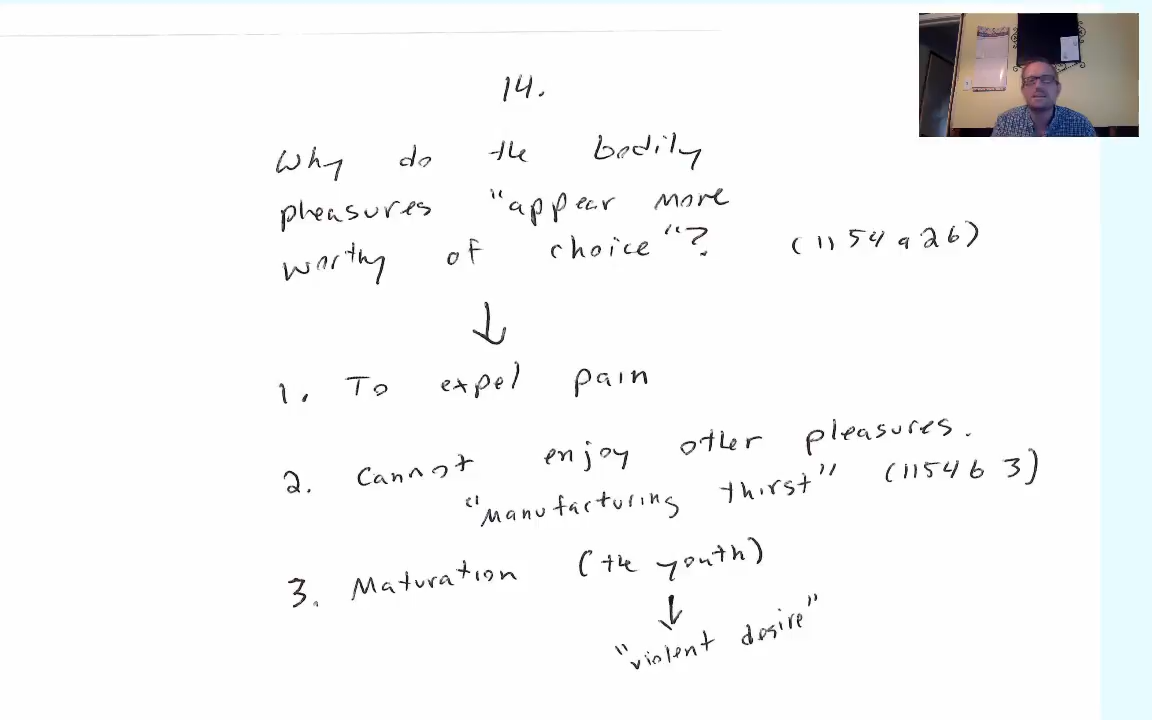 14.
Why do the bodily
pleasures "appear more
worthy of choice"? (1154a26)
1. To expel pain
2. Cannot enjoy other pleasures.
"Manufacturing thirst" (1154b3)
3. Maturation (the youth)
"violent desire"